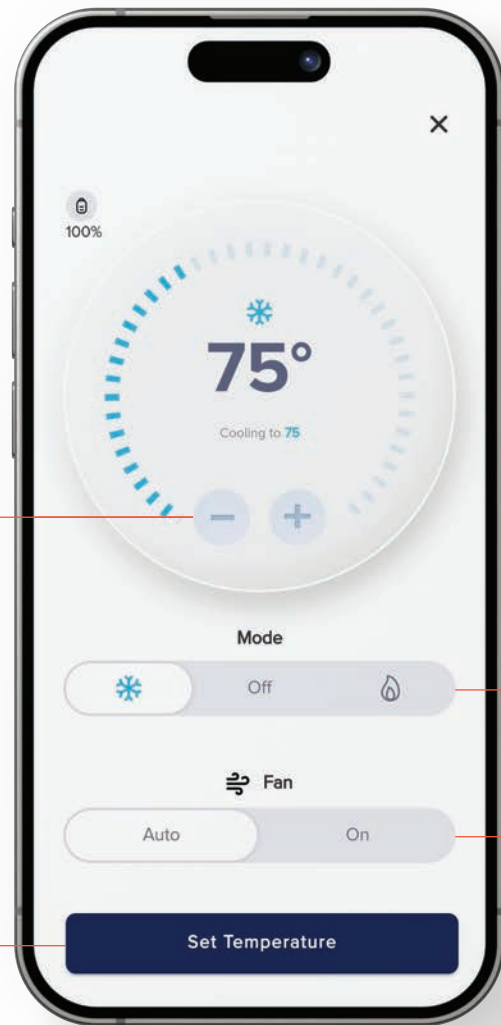 100%
75°
Cooling to 75
Mode
Off
Fan
Auto
On
Set Temperature